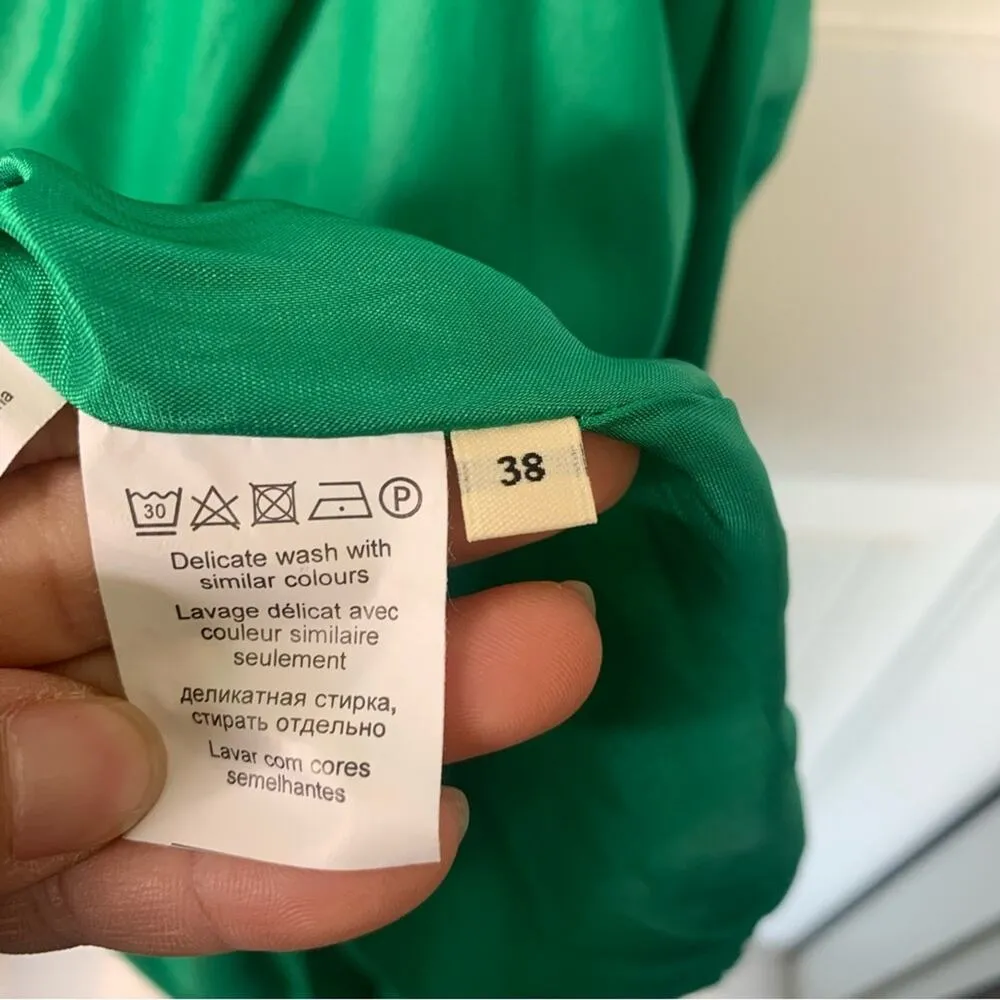 30 P
38
Delicate wash with
similar colours
Lavage délicat avec
couleur similaire
seulement
деликатная стирка,
стирать отдельно
Lavar com cores
semelhantes